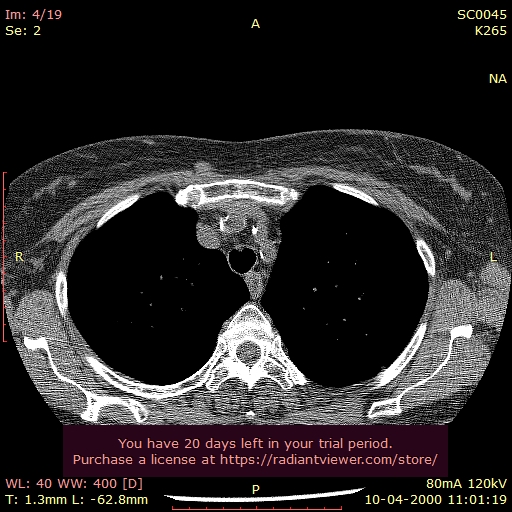 Im: 4/19
Se: 2
A
SC0045
K265
NA
R
L
You have 20 days left in your trial period.
Purchase a license at https://radiantviewer.com/store/
WL: 40 WW: 400 [D]
T: 1.3mm L: -62.8mm
P
80mA 120kV
10-04-2000 11:01:19